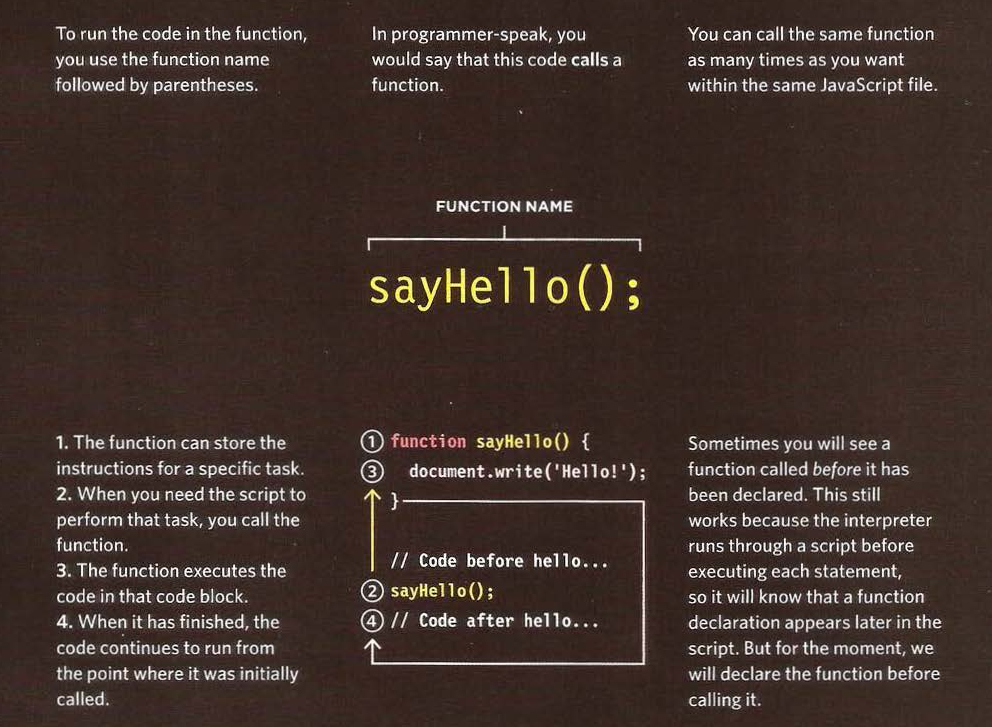 To run the code in the function,
you use the function name
followed by parentheses.
In programmer-speak, you
would say that this code calls a
function.
You can call the same function
as many times as you want
within the same JavaScript file.
FUNCTION NAME
sayHello();
1. The function can store the
instructions for a specific task.
2. When you need the script to
perform that task, you call the
function.
3. The function executes the
code in that code block.
4. When it has finished, the
code continues to run from
the point where it was initially
called.
1 function sayHello() {
3 document.write('Hello!');
}
// Code before hello...
2 sayHello();
4 // Code after hello...
Sometimes you will see a
function called before it has
been declared. This still
works because the interpreter
runs through a script before
executing each statement,
so it will know that a function
declaration appears later in the
script. But for the moment, we
will declare the function before
calling it.